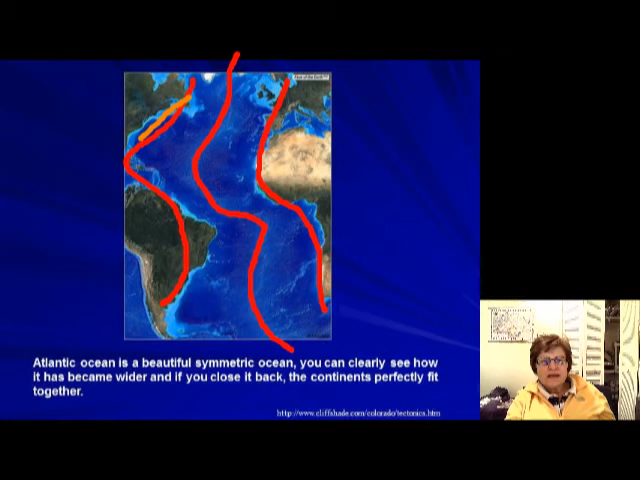 Atlantic ocean is a beautiful symmetric ocean, you can clearly see how
it has became wider and if you close it back, the continents perfectly fit
together.
http://www.cliffshade.com/colorado/tectonics.htm